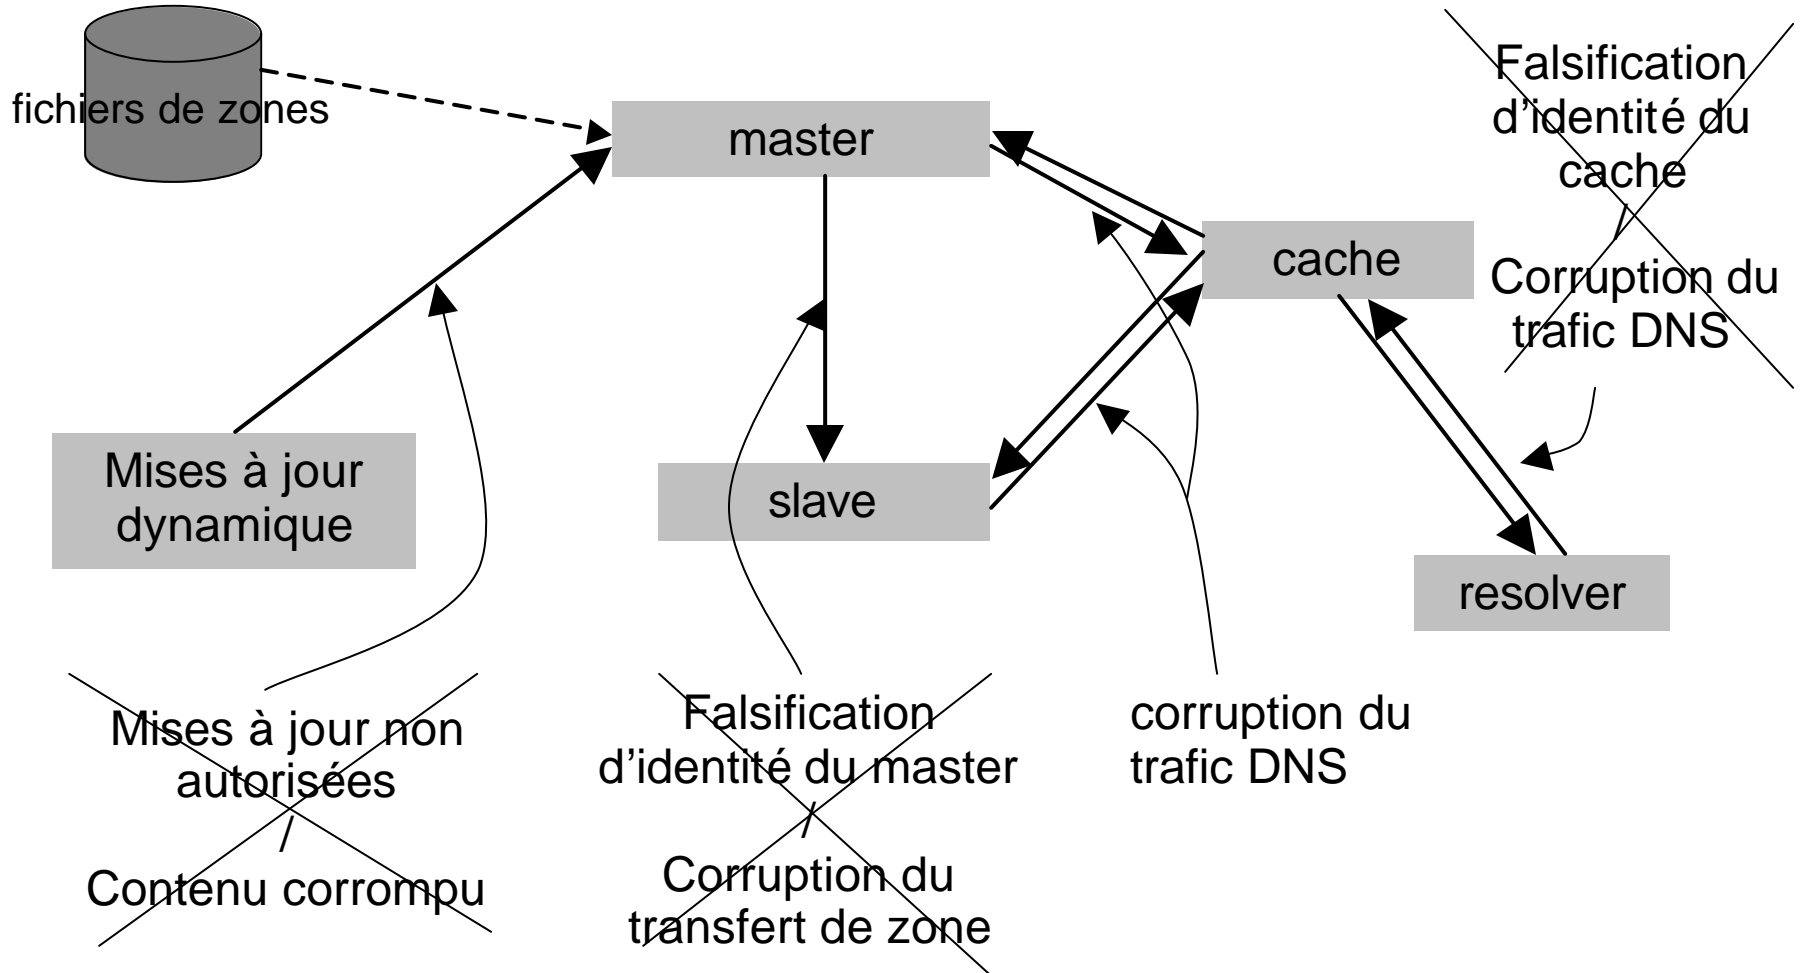 fichiers de zones
master
Falsification
d’identité du
cache
/
Corruption du
trafic DNS
cache
Mises à jour
dynamique
slave
resolver
Mises à jour non
autorisées
/
Contenu corrompu
Falsification
d’identité du master
/
Corruption du
transfert de zone
corruption du
trafic DNS